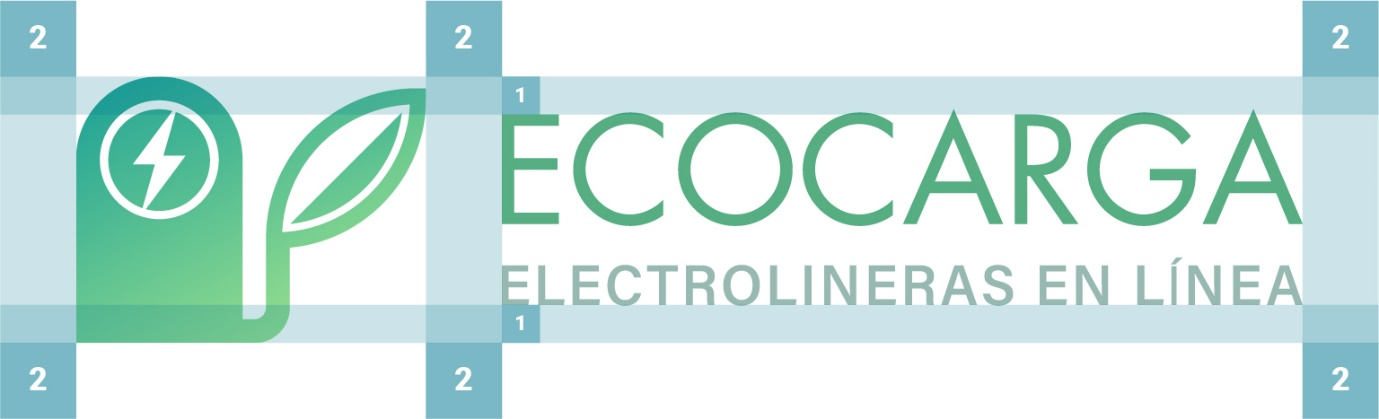 2 2 2
1
ECOCARGA
ELECTROLINERAS EN LÍNEA
1
2 2 2